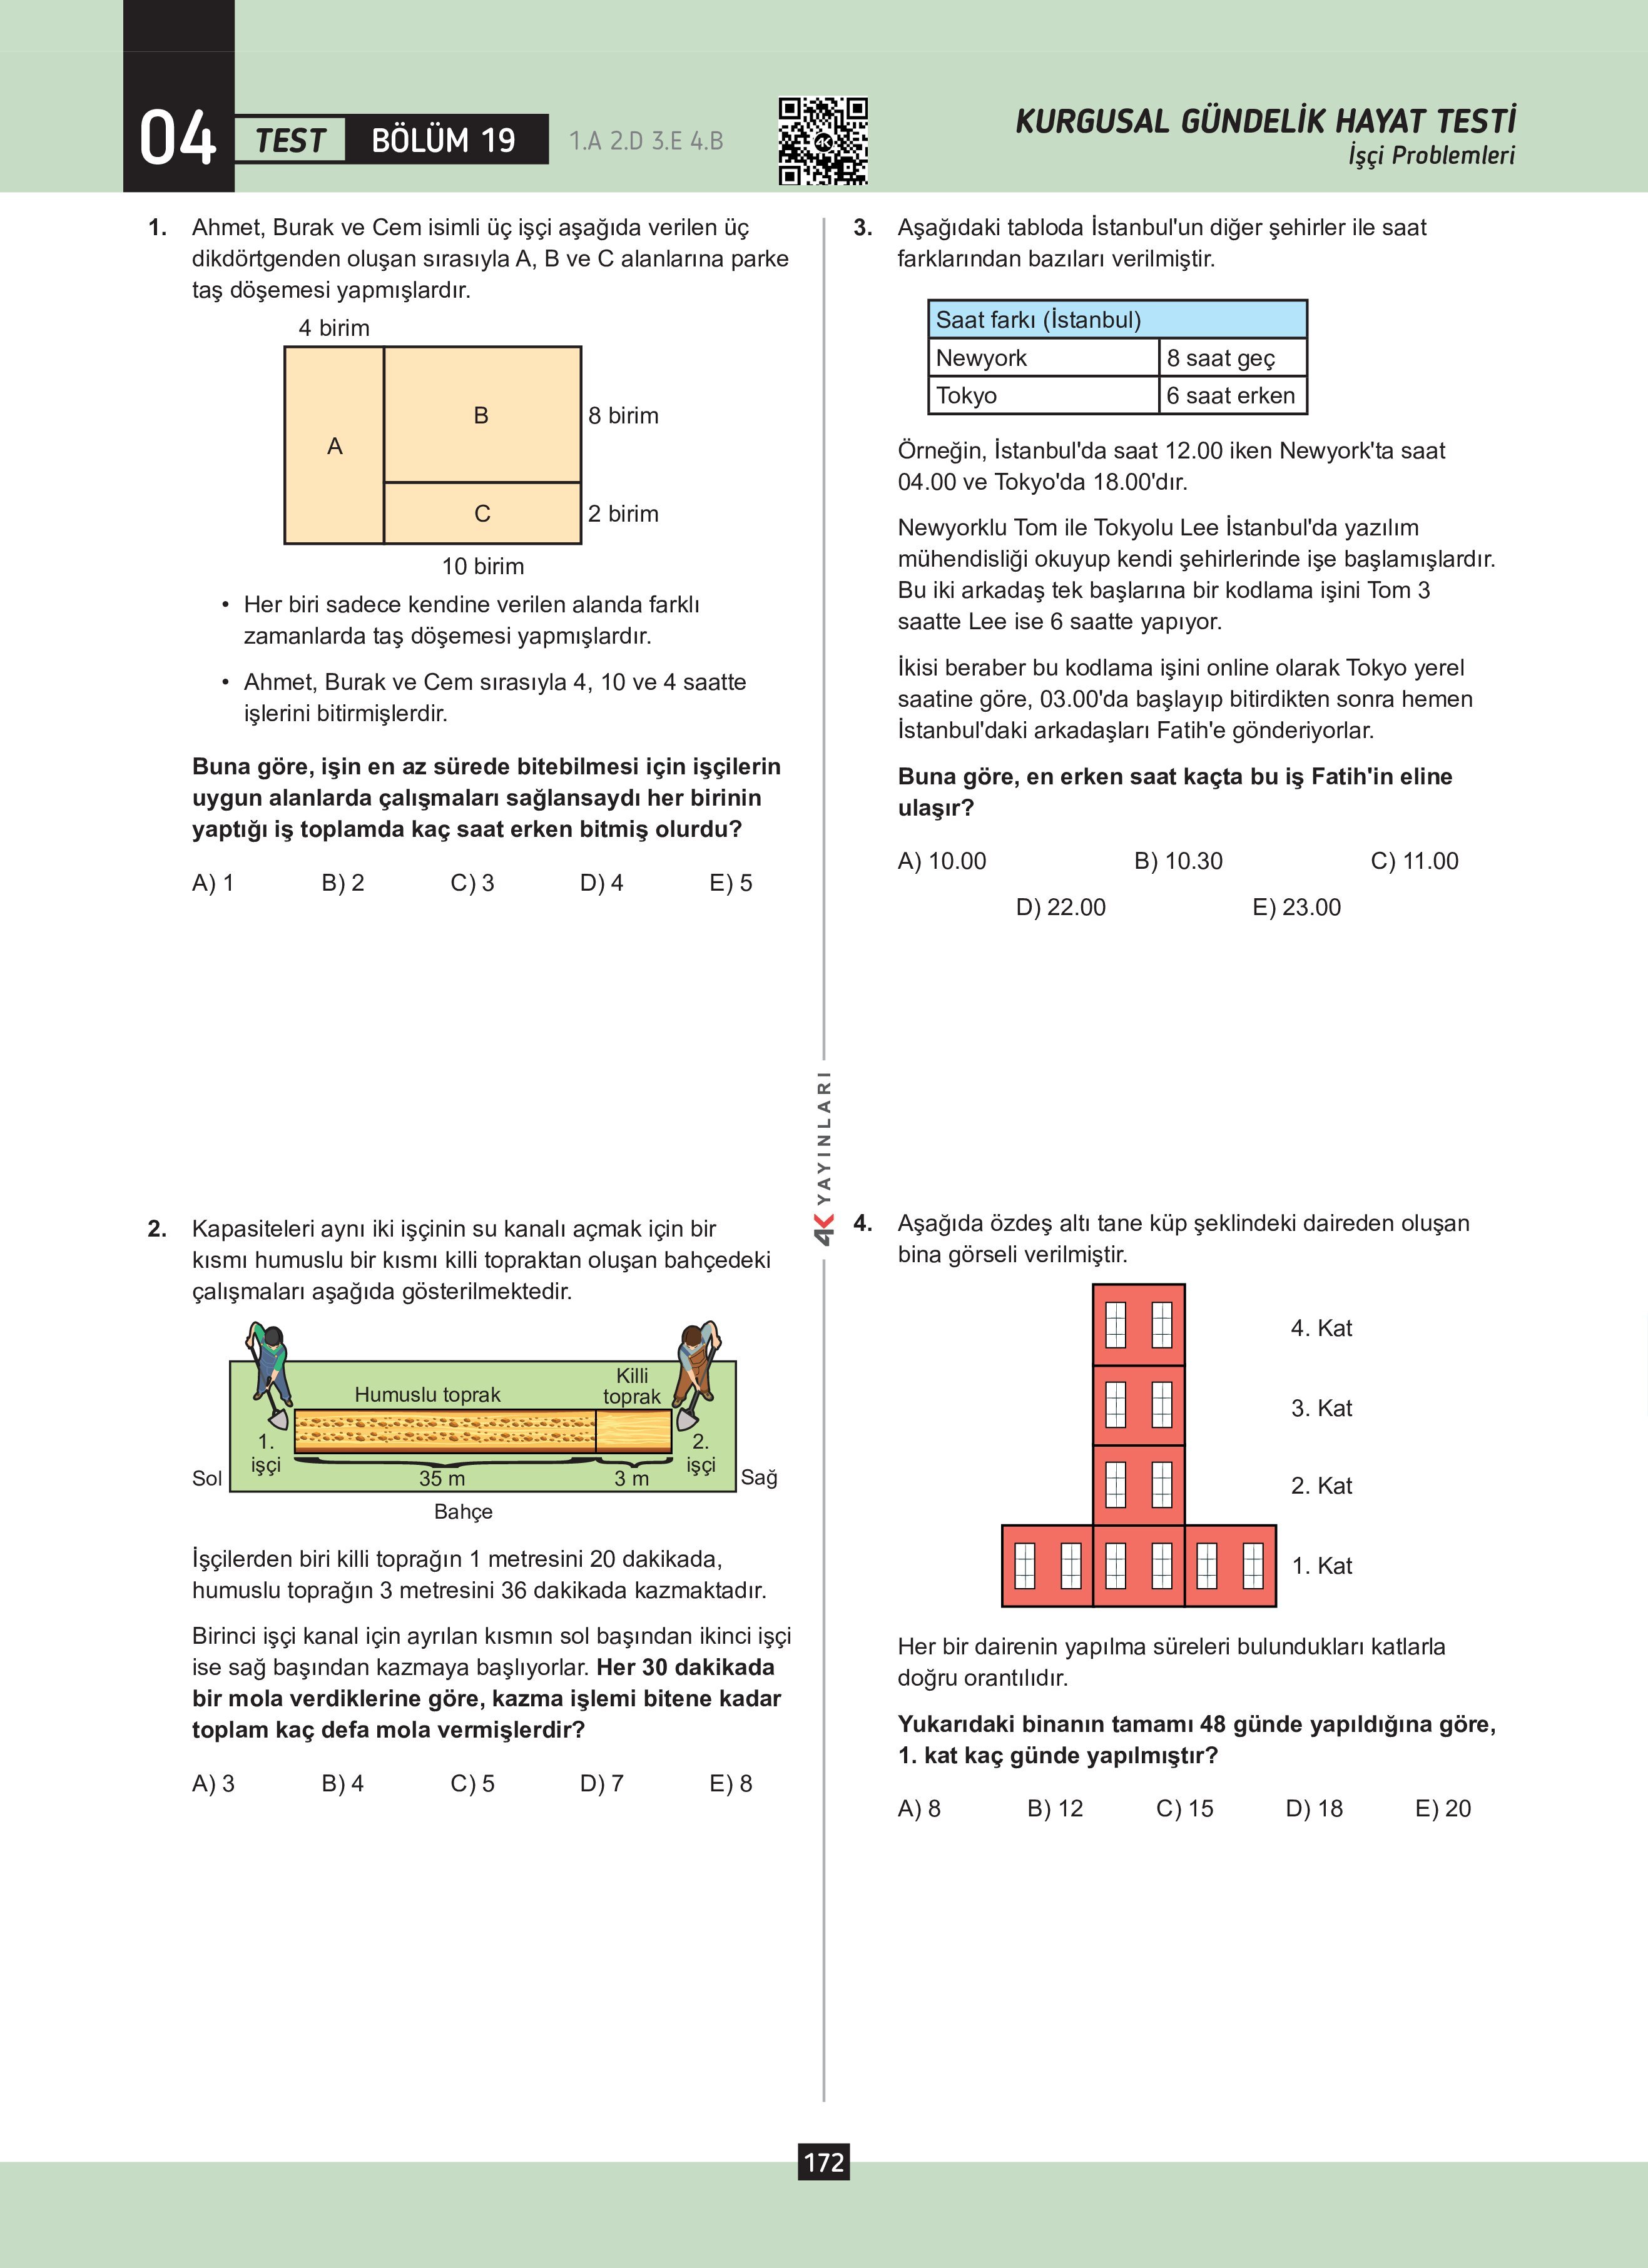 04
TEST
BÖLÜM 19
1.A 2.D 3.E 4.B
4K
KURGUSAL GÜNDELİK HAYAT TESTİ
İşçi Problemleri
1. Ahmet, Burak ve Cem isimli üç işçi aşağıda verilen üç
dikdörtgenden oluşan sırasıyla A, B ve C alanlarına parke
taş döşemesi yapmışlardır.
4 birim
A
B
8 birim
C
2 birim
10 birim
• Her biri sadece kendine verilen alanda farklı
zamanlarda taş döşemesi yapmışlardır.
• Ahmet, Burak ve Cem sırasıyla 4, 10 ve 4 saatte
işlerini bitirmişlerdir.
Buna göre, işin en az sürede bitebilmesi için işçilerin
uygun alanlarda çalışmaları sağlansaydı her birinin
yaptığı iş toplamda kaç saat erken bitmiş olurdu?
A) 1 B) 2 C) 3 D) 4 E) 5
2. Kapasiteleri aynı iki işçinin su kanalı açmak için bir
kısmı humuslu bir kısmı killi topraktan oluşan bahçedeki
çalışmaları aşağıda gösterilmektedir.
Humuslu toprak
Killi
toprak
1.
işçi
2.
işçi
Sol
35 m
3 m
Sağ
Bahçe
İşçilerden biri killi toprağın 1 metresini 20 dakikada,
humuslu toprağın 3 metresini 36 dakikada kazmaktadır.
Birinci işçi kanal için ayrılan kısmın sol başından ikinci işçi
ise sağ başından kazmaya başlıyorlar. Her 30 dakikada
bir mola verdiklerine göre, kazma işlemi bitene kadar
toplam kaç defa mola vermişlerdir?
A) 3 B) 4 C) 5 D) 7 E) 8
4K YAYINLARI
3. Aşağıdaki tabloda İstanbul'un diğer şehirler ile saat
farklarından bazıları verilmiştir.
Saat farkı (İstanbul)
Newyork 8 saat geç
Tokyo 6 saat erken
Örneğin, İstanbul'da saat 12.00 iken Newyork'ta saat
04.00 ve Tokyo'da 18.00'dır.
Newyorklu Tom ile Tokyolu Lee İstanbul'da yazılım
mühendisliği okuyup kendi şehirlerinde işe başlamışlardır.
Bu iki arkadaş tek başlarına bir kodlama işini Tom 3
saatte Lee ise 6 saatte yapıyor.
İkisi beraber bu kodlama işini online olarak Tokyo yerel
saatine göre, 03.00'da başlayıp bitirdikten sonra hemen
İstanbul'daki arkadaşları Fatih'e gönderiyorlar.
Buna göre, en erken saat kaçta bu iş Fatih'in eline
ulaşır?
A) 10.00 B) 10.30 C) 11.00
D) 22.00 E) 23.00
4. Aşağıda özdeş altı tane küp şeklindeki daireden oluşan
bina görseli verilmiştir.
4. Kat
3. Kat
2. Kat
1. Kat
Her bir dairenin yapılma süreleri bulundukları katlarla
doğru orantılıdır.
Yukarıdaki binanın tamamı 48 günde yapıldığına göre,
1. kat kaç günde yapılmıştır?
A) 8 B) 12 C) 15 D) 18 E) 20
172